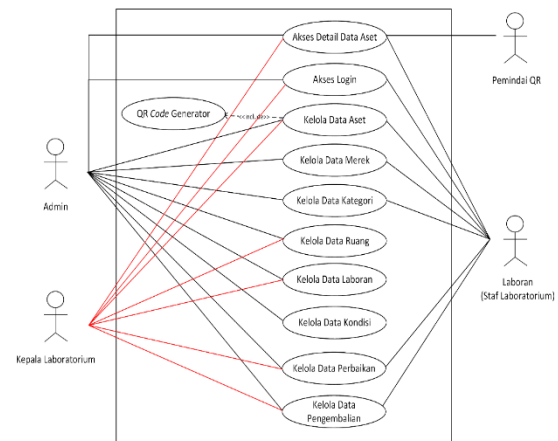 Akses Detail Data Aset
Pemindai QR
Akses Login
QR Code Generator
<<include>>
Kelola Data Aset
Admin
Kelola Data Merek
Kelola Data Kategori
Kelola Data Ruang
Laboran
(Staf Laboratorium)
Kelola Data Laboran
Kelola Data Kondisi
Kepala Laboratorium
Kelola Data Perbaikan
Kelola Data
Pengembalian